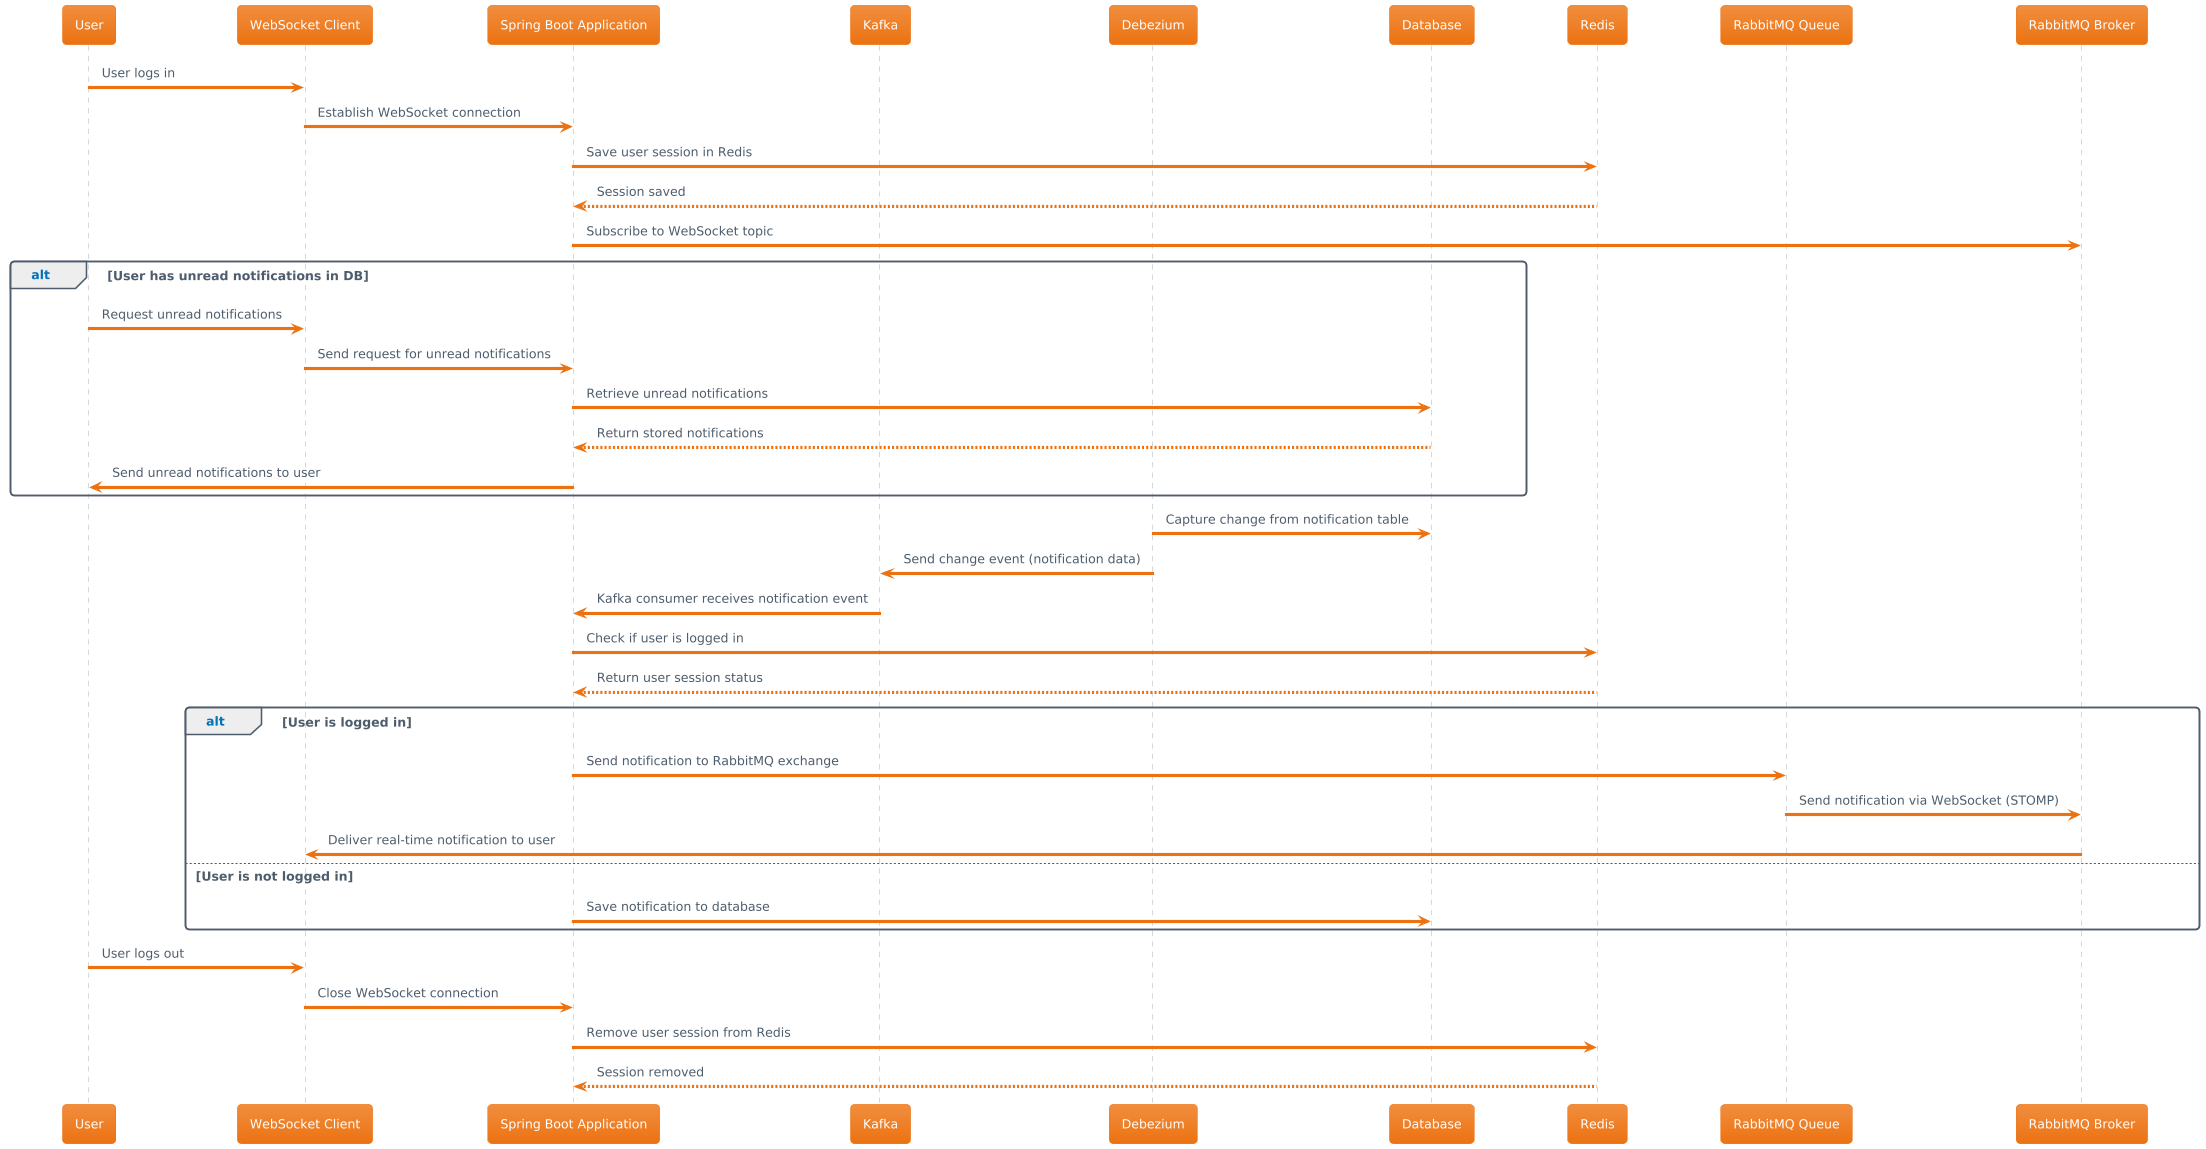 User
WebSocket Client
Spring Boot Application
Kafka
Debezium
Database
Redis
RabbitMQ Queue
RabbitMQ Broker
User logs in
Establish WebSocket connection
Save user session in Redis
Session saved
Subscribe to WebSocket topic
alt
[User has unread notifications in DB]
Request unread notifications
Send request for unread notifications
Retrieve unread notifications
Return stored notifications
Send unread notifications to user
Capture change from notification table
Send change event (notification data)
Kafka consumer receives notification event
Check if user is logged in
Return user session status
alt
[User is logged in]
Send notification to RabbitMQ exchange
Send notification via WebSocket (STOMP)
Deliver real-time notification to user
[User is not logged in]
Save notification to database
User logs out
Close WebSocket connection
Remove user session from Redis
Session removed
User
WebSocket Client
Spring Boot Application
Kafka
Debezium
Database
Redis
RabbitMQ Queue
RabbitMQ Broker